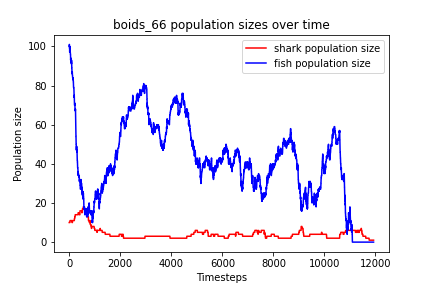 boids_66 population sizes over time
shark population size
fish population size
Population size
100
80
60
40
20
0
0
2000
4000
6000
8000
10000
12000
Timesteps